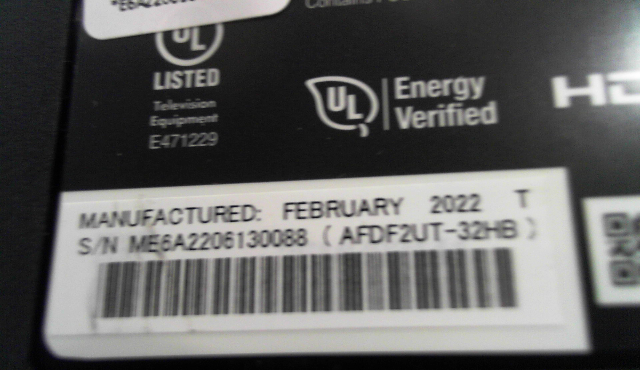 UL
LISTED
Television
Equipment
E471229
UL
Energy
Verified
MANUFACTURED: FEBRUARY 2022 T
S/N ME6A2206130088 ( AFDF2UT-32HB )